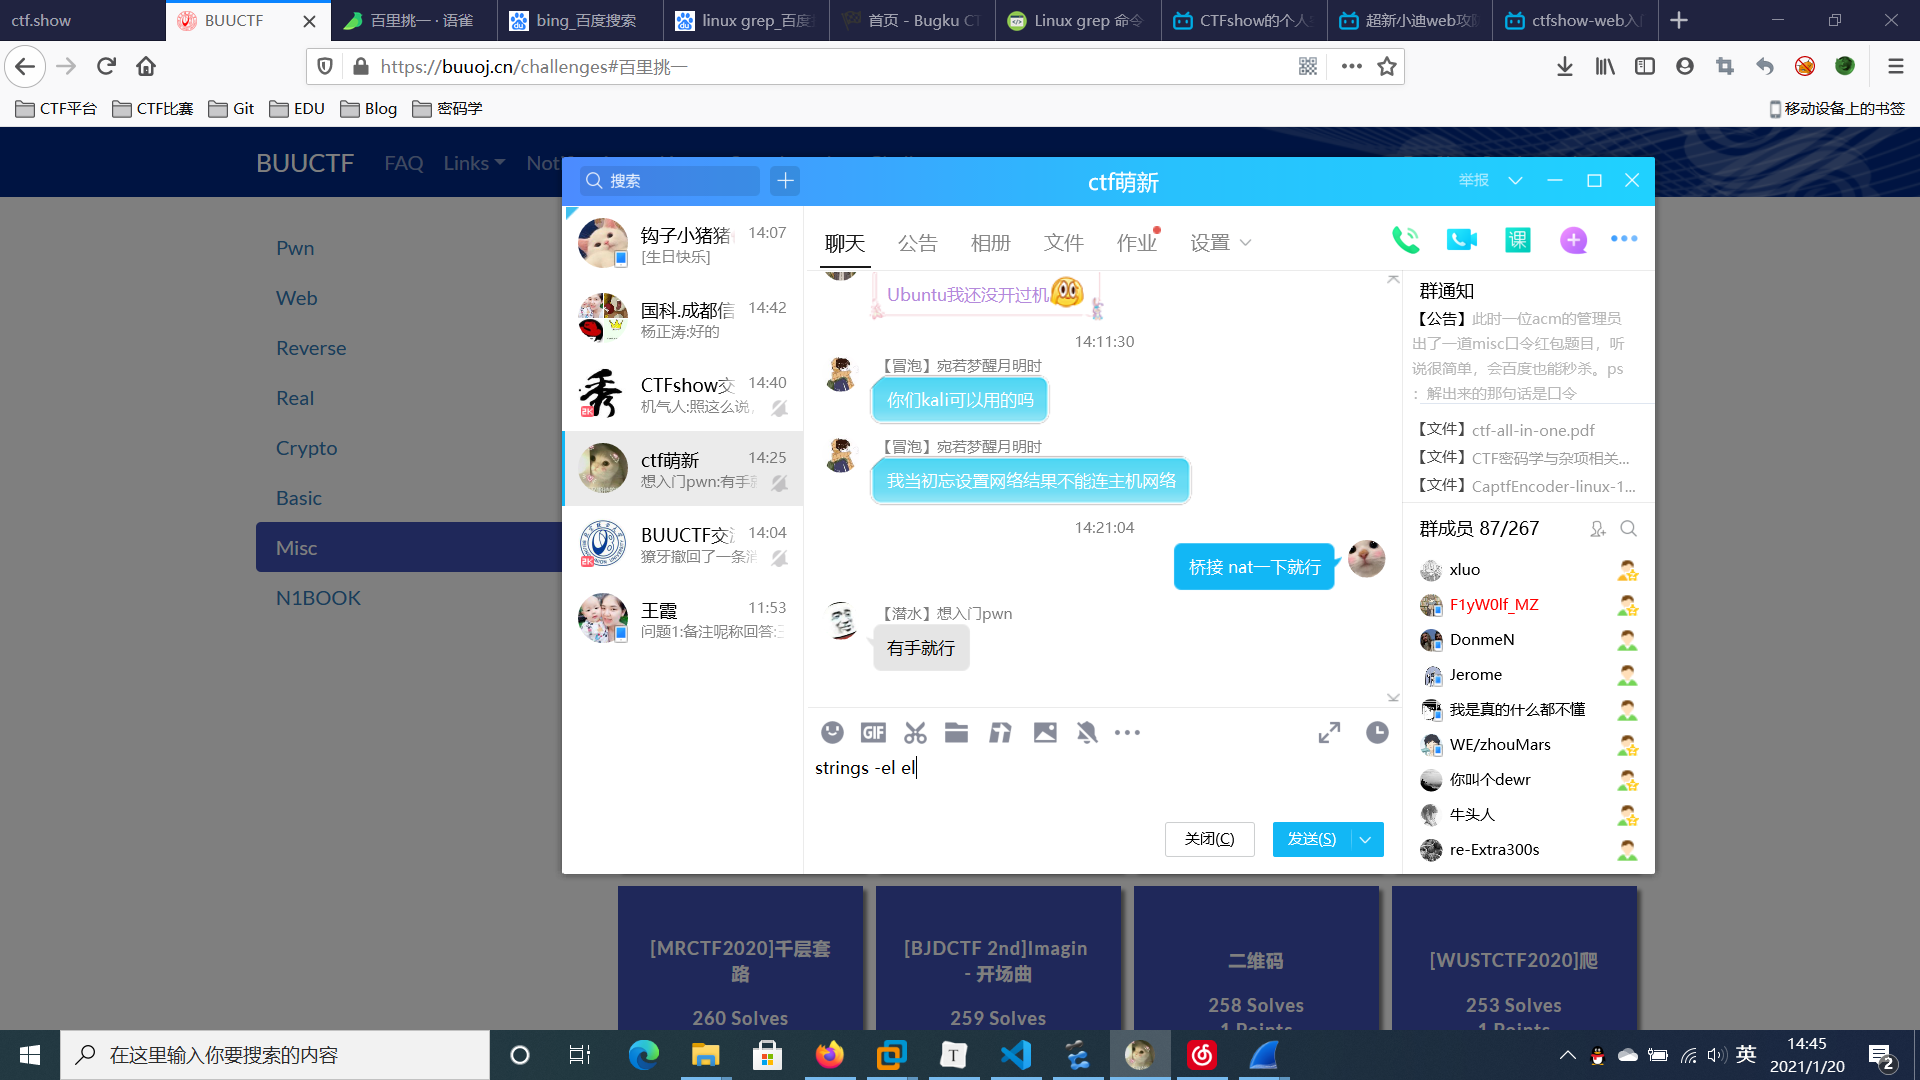 ctf.show
BUUCTF
百里挑一 · 语雀
bing_百度搜索
linux grep_百度
首页 - Bugku CT
Linux grep 命令
CTFshow的个人
超新小迪web攻
ctfshow-web入
https://buuoj.cn/challenges#百里挑一
CTF平台
CTF比赛
Git
EDU
Blog
密码学
移动设备上的书签
BUUCTF
FAQ
Links
Pwn
Web
Reverse
Real
Crypto
Basic
Misc
N1BOOK
搜索
ctf萌新
举报
钩子小猪猪
14:07
[生日快乐]
国科.成都信
14:42
杨正涛:好的
CTFshow交
14:40
机气人:照这么说,
ctf萌新
14:25
想入门pwn:有手就
BUUCTF交流
14:04
獠牙撤回了一条消
王霞
11:53
问题1:备注昵称回答:王
聊天
公告
相册
文件
作业
设置
课
Ubuntu我还没开过机
14:11:30
【冒泡】宛若梦醒月明时
你们kali可以用的吗
【冒泡】宛若梦醒月明时
我当初忘设置网络结果不能连主机网络
14:21:04
桥接 nat一下就行
【潜水】想入门pwn
有手就行
GIF
strings -el el
关闭(C)
发送(S)
群通知
【公告】此时一位acm的管理员
出了一道misc口令红包题目，听
说很简单，会百度也能秒杀。ps
：解出来的那句话是口令
【文件】ctf-all-in-one.pdf
【文件】CTF密码学与杂项相关...
【文件】CaptfEncoder-linux-1...
群成员 87/267
xluo
F1yW0lf_MZ
DonmeN
Jerome
我是真的什么都不懂
WE/zhouMars
你叫个dewr
牛头人
re-Extra300s
[MRCTF2020]千层套
路
260 Solves
[BJDCTF 2nd]Imagin
- 开场曲
259 Solves
二维码
258 Solves
1 Points
[WUSTCTF2020]爬
253 Solves
1 Points
在这里输入你要搜索的内容
英
14:45
2021/1/20
2